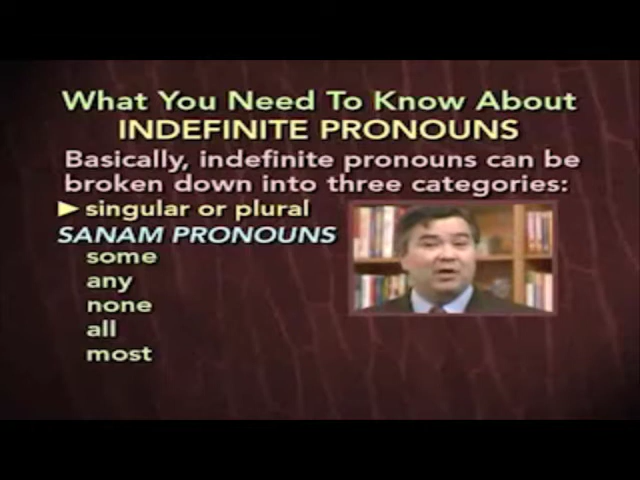 What You Need To Know About
INDEFINITE PRONOUNS
Basically, indefinite pronouns can be
broken down into three categories:
► singular or plural
SANAM PRONOUNS
some
any
none
all
most